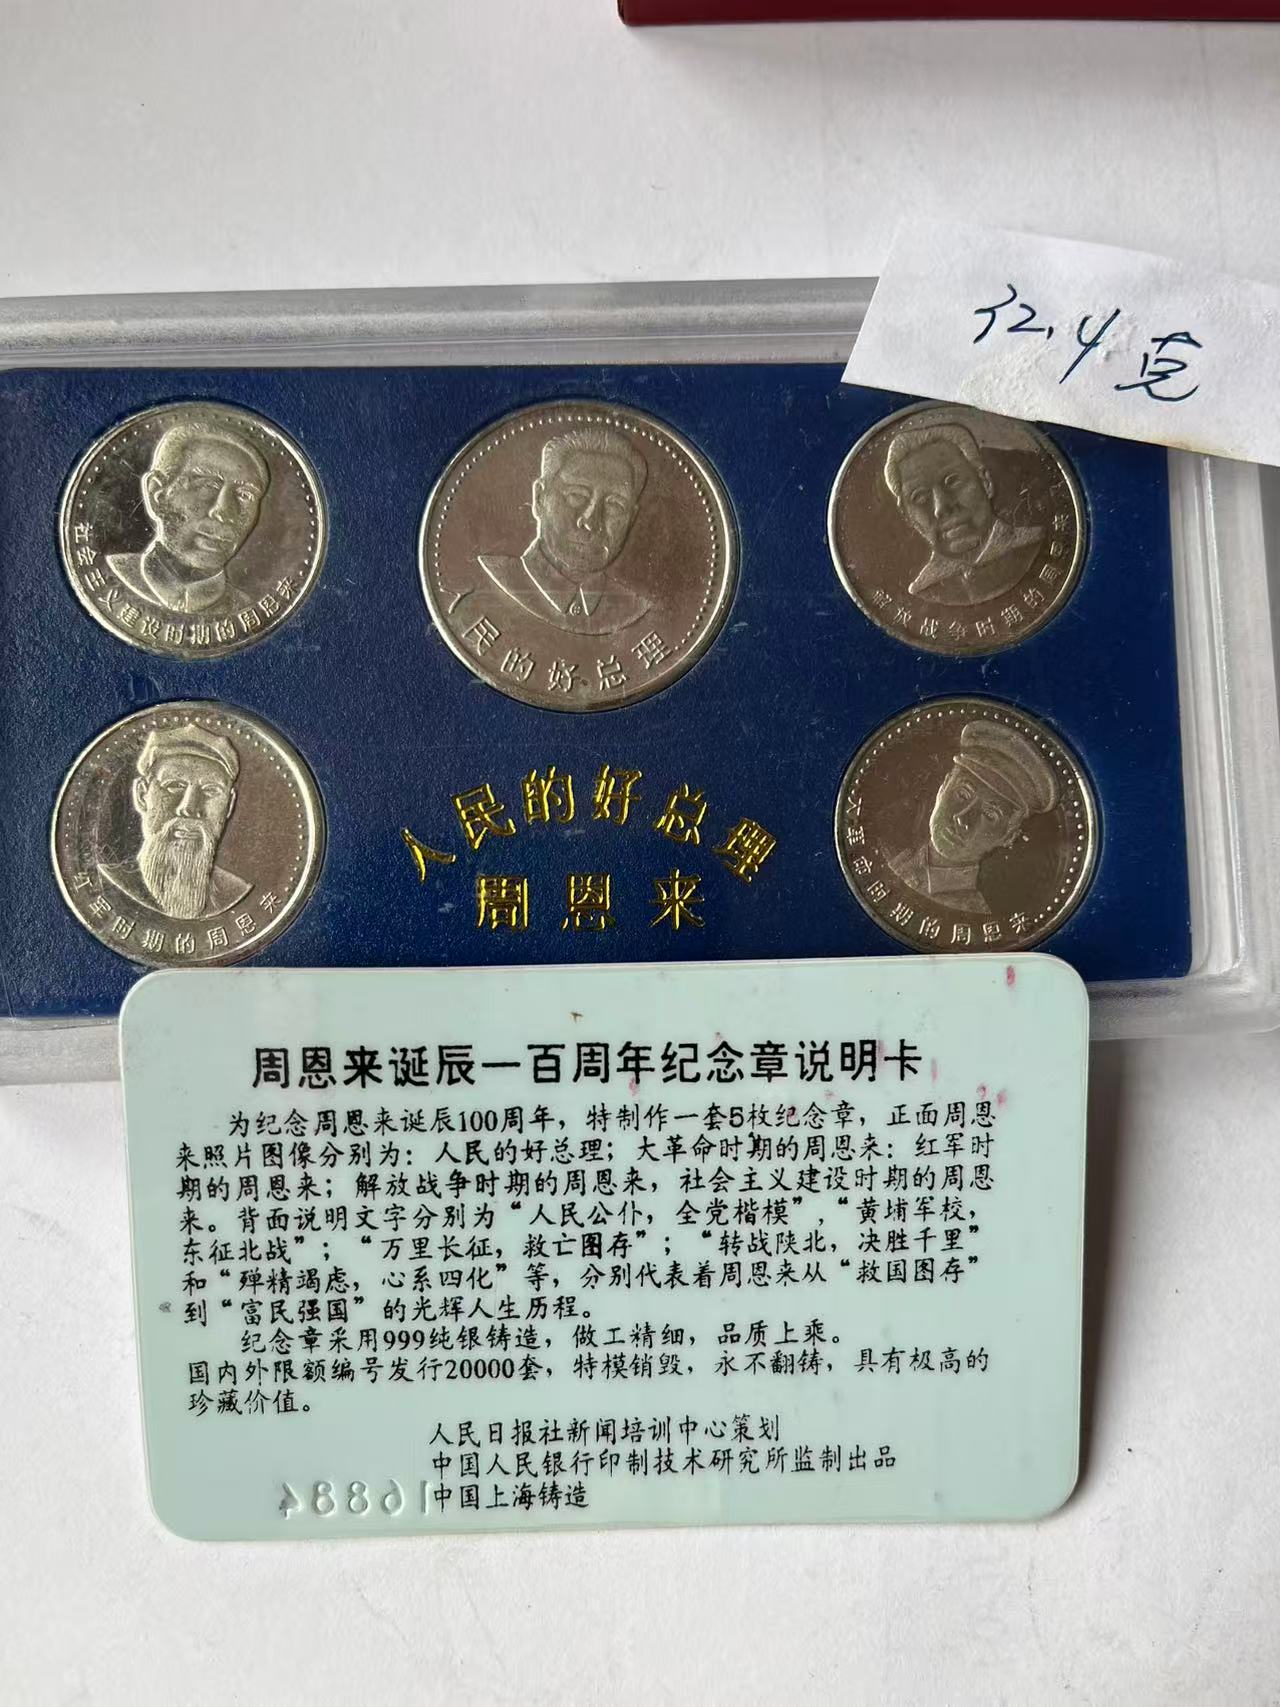 32.4克
社会主义建设时期的周恩来
人民的好总理
解放战争时期的周恩来
红军时期的周恩来
大革命时期的周恩来
人民的好总理
周恩来
周恩来诞辰一百周年纪念章说明卡
为纪念周恩来诞辰100周年，特制作一套5枚纪念章，正面周恩
来照片图像分别为：人民的好总理；大革命时期的周恩来：红军时
期的周恩来；解放战争时期的周恩来，社会主义建设时期的周恩
来。背面说明文字分别为“人民公仆，全党楷模”，“黄埔军校，
东征北战”；“万里长征，救亡图存”；“转战陕北，决胜千里”
和“殚精竭虑，心系四化”等，分别代表着周恩来从“救国图存”
到“富民强国”的光辉人生历程。
纪念章采用999纯银铸造，做工精细，品质上乘。
国内外限额编号发行20000套，特模销毁，永不翻铸，具有极高的
珍藏价值。
人民日报社新闻培训中心策划
中国人民银行印制技术研究所监制出品
中国上海铸造
16884